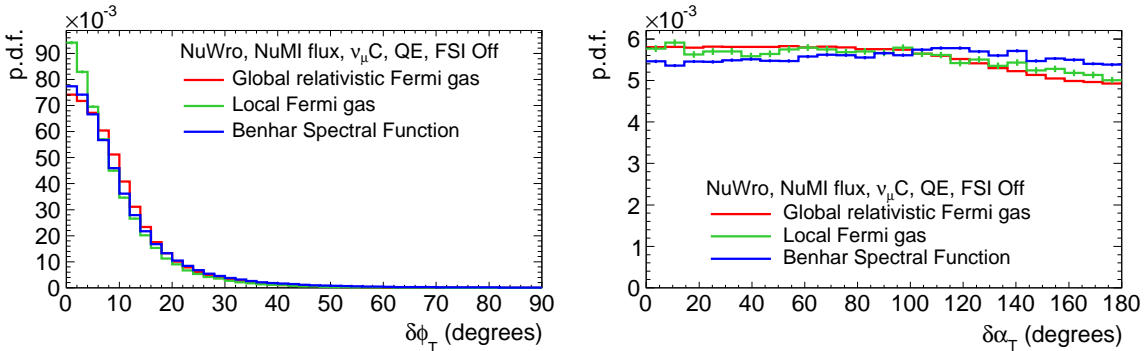 ×10⁻³
p.d.f.
90
80
70
60
50
40
30
20
10
0
NuWro, NuMI flux, νμC, QE, FSI Off
Global relativistic Fermi gas
Local Fermi gas
Benhar Spectral Function
0 10 20 30 40 50 60 70 80 90
δϕT (degrees)
×10⁻³
p.d.f.
6
5
4
3
2
1
0
NuWro, NuMI flux, νμC, QE, FSI Off
Global relativistic Fermi gas
Local Fermi gas
Benhar Spectral Function
0 20 40 60 80 100 120 140 160 180
δαT (degrees)